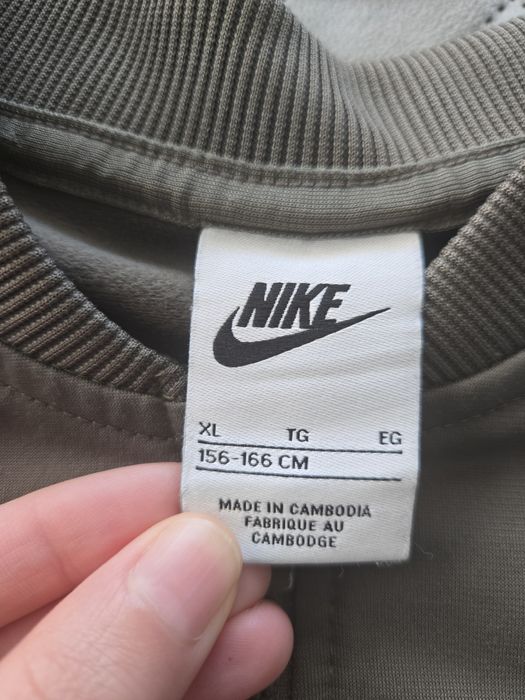 NIKE
XL TG EG
156-166 CM
MADE IN CAMBODIA
FABRIQUE AU
CAMBODGE